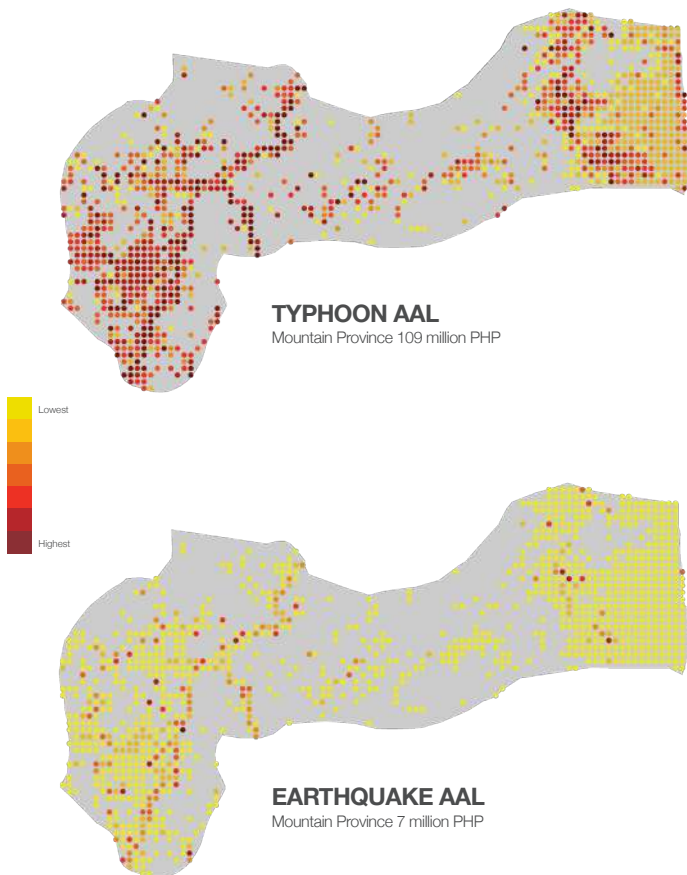 TYPHOON AAL
Mountain Province 109 million PHP
Lowest
Highest
EARTHQUAKE AAL
Mountain Province 7 million PHP